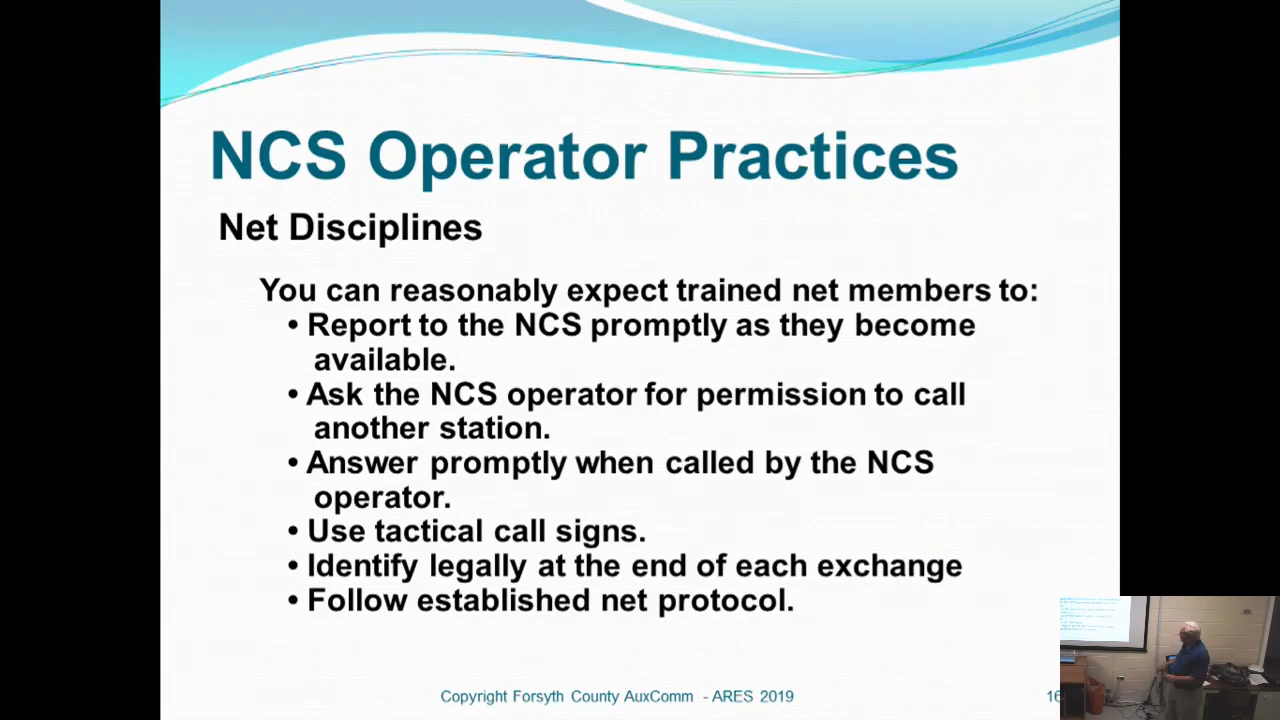 NCS Operator Practices
Net Disciplines
You can reasonably expect trained net members to:
• Report to the NCS promptly as they become
available.
• Ask the NCS operator for permission to call
another station.
• Answer promptly when called by the NCS
operator.
• Use tactical call signs.
• Identify legally at the end of each exchange
• Follow established net protocol.
Copyright Forsyth County AuxComm - ARES 2019
16